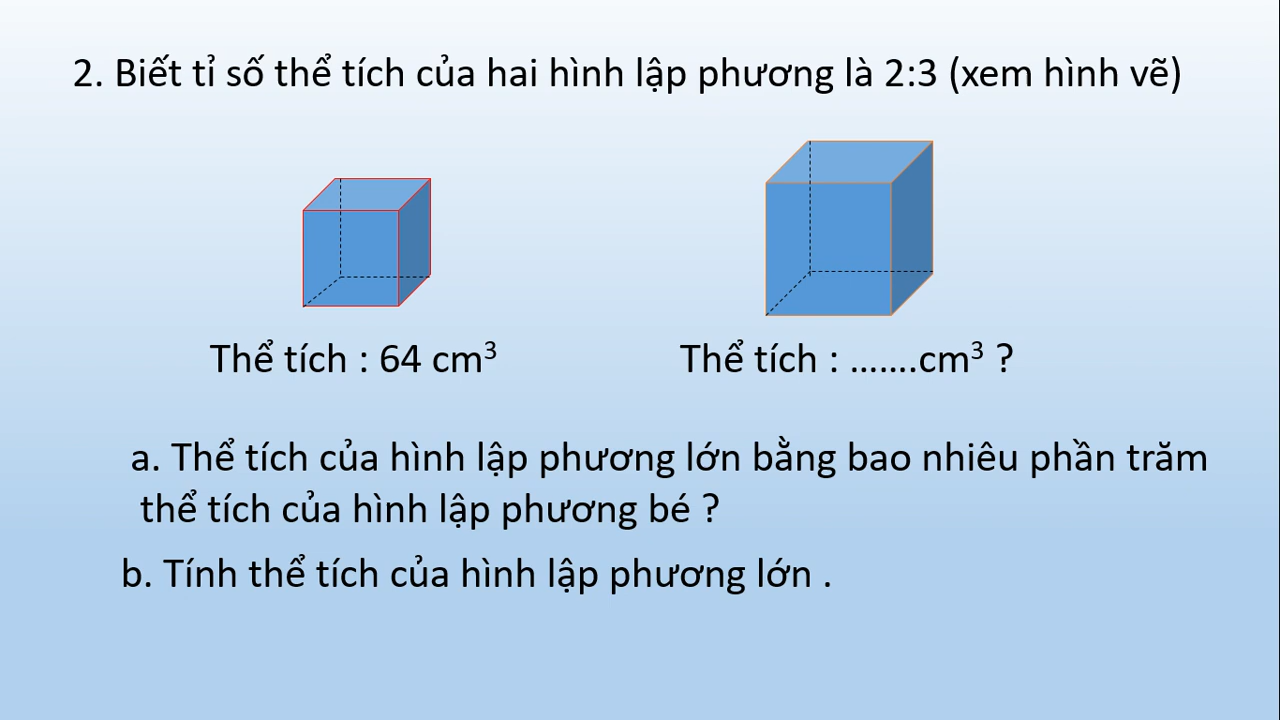 2. Biết tỉ số thể tích của hai hình lập phương là 2:3 (xem hình vẽ)
Thể tích : 64 cm³
Thể tích : …....cm³ ?
a. Thể tích của hình lập phương lớn bằng bao nhiêu phần trăm
thể tích của hình lập phương bé ?
b. Tính thể tích của hình lập phương lớn .